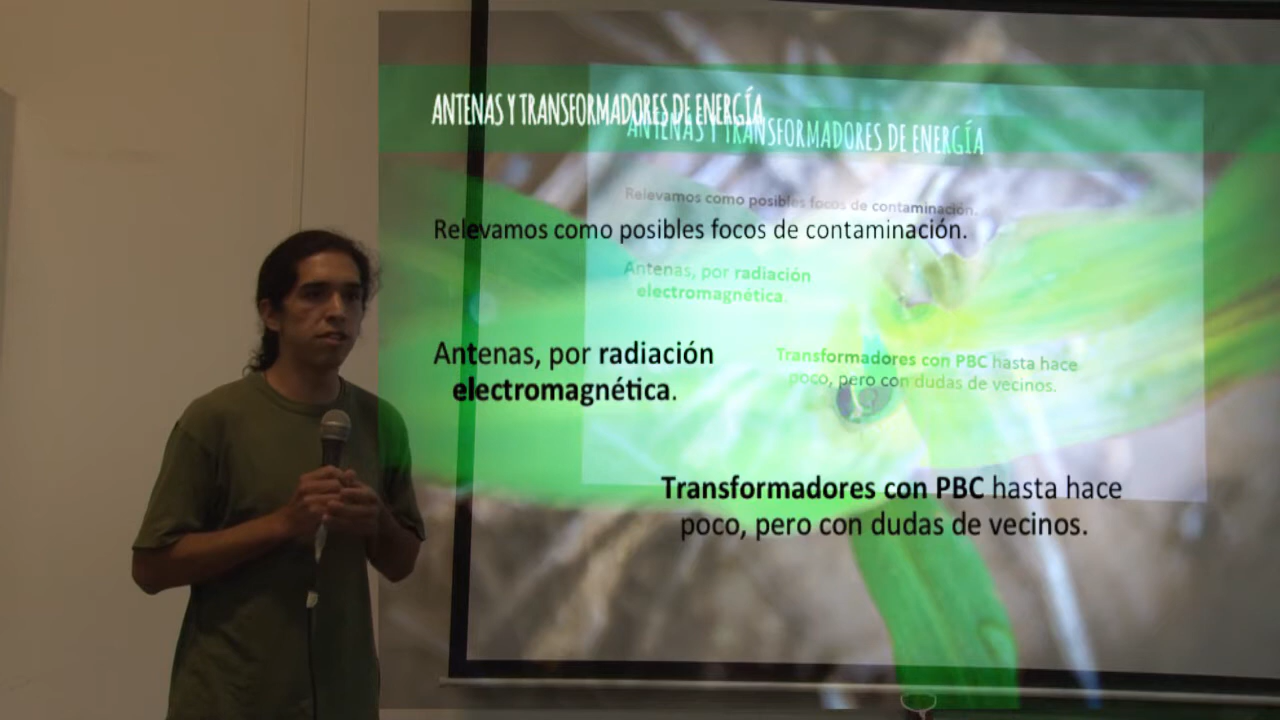 ANTENAS Y TRANSFORMADORES DE ENERGÍA
ANTENAS Y TRANSFORMADORES DE ENERGÍA
Relevamos como posibles focos de contaminación.
Relevamos como posibles focos de contaminación.
Antenas, por radiación
electromagnética.
Antenas, por radiación
electromagnética.
Transformadores con PBC hasta hace
poco, pero con dudas de vecinos.
Transformadores con PBC hasta hace
poco, pero con dudas de vecinos.